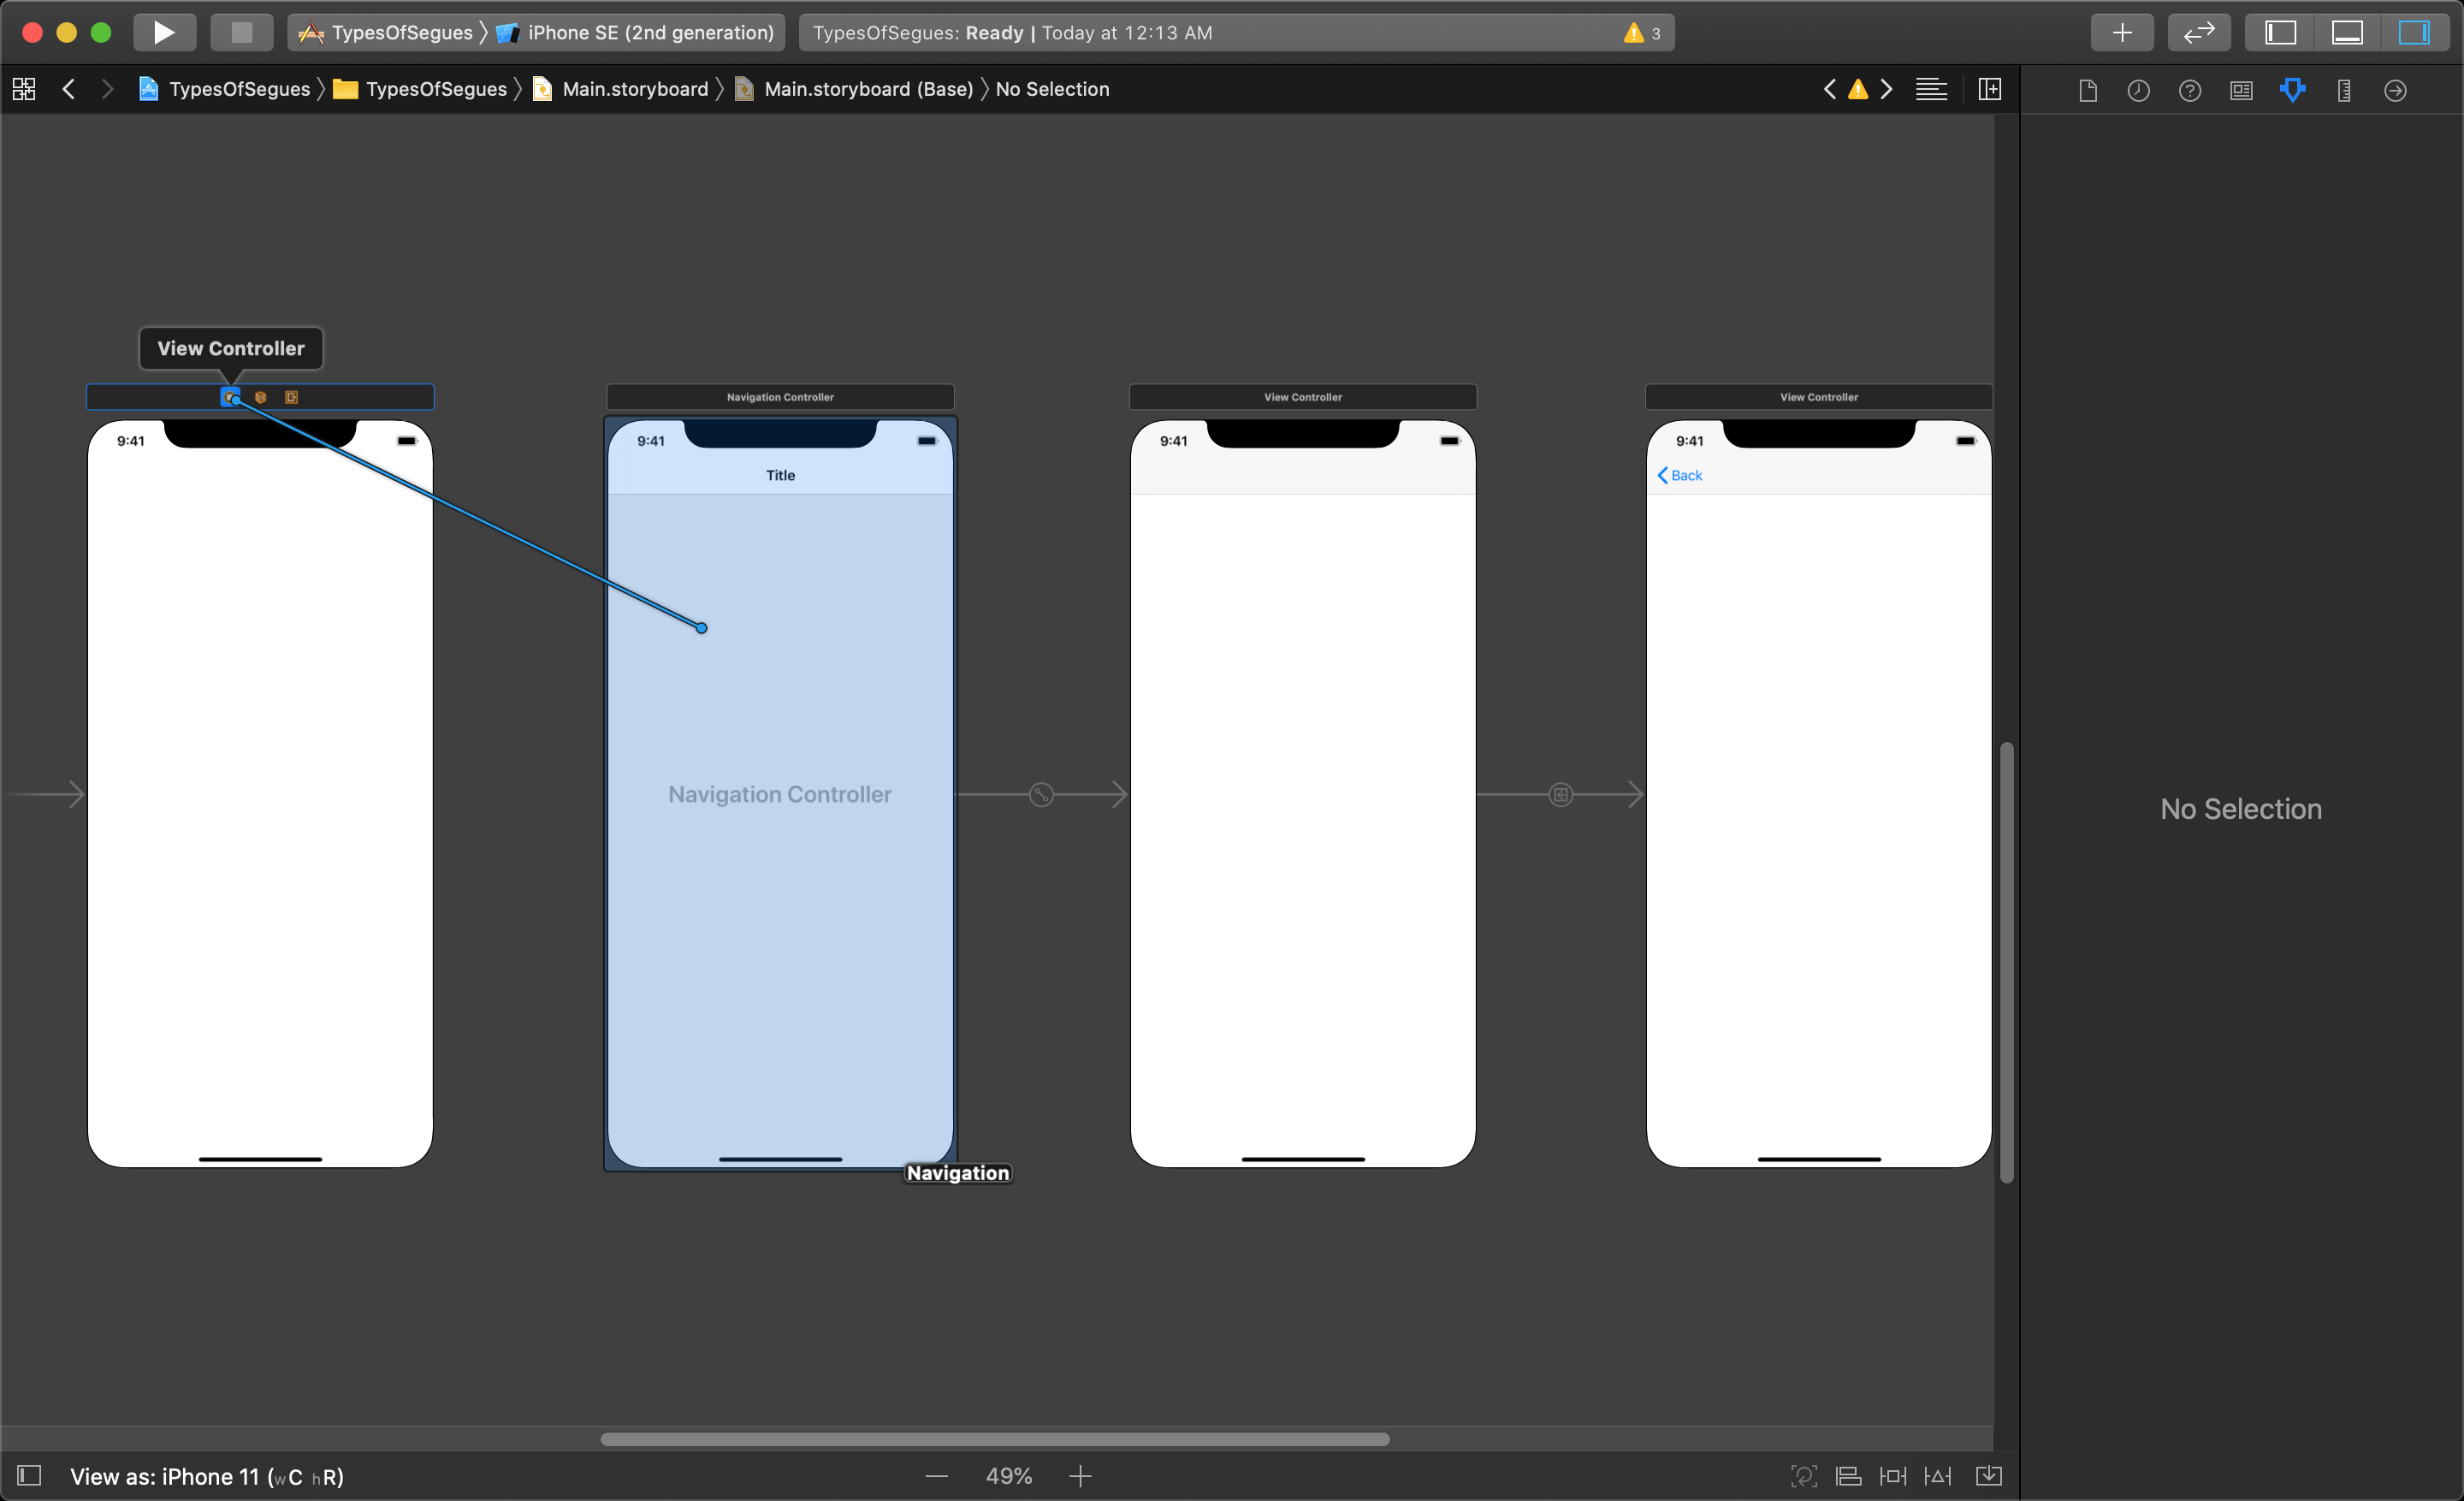 TypesOfSegues 〉 iPhone SE (2nd generation)
TypesOfSegues: Ready | Today at 12:13 AM
3
TypesOfSegues 〉 TypesOfSegues 〉 Main.storyboard 〉 Main.storyboard (Base) 〉 No Selection
View Controller
Navigation Controller
View Controller
View Controller
9:41
9:41
9:41
9:41
Title
Back
Navigation Controller
No Selection
Navigation
View as: iPhone 11 (wC hR)
49%